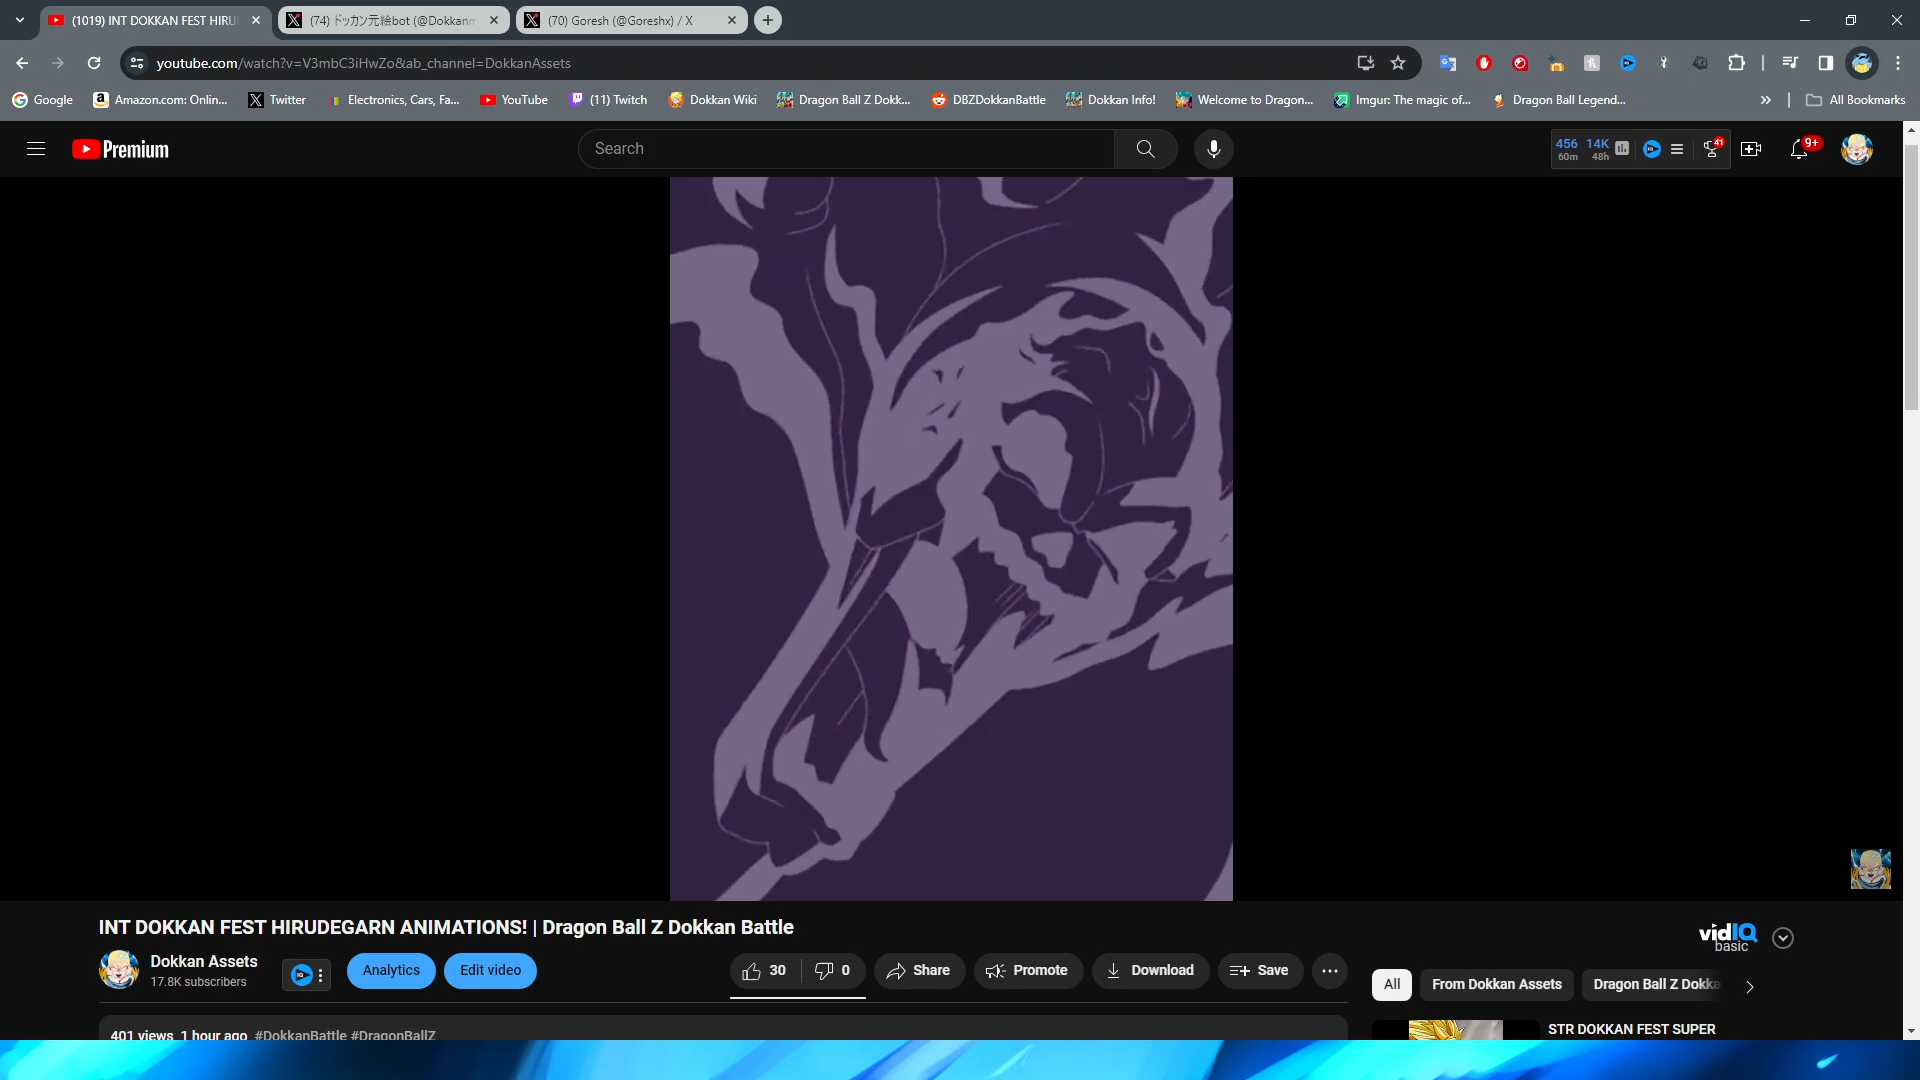 (1019) INT DOKKAN FEST HIRU
(74) ドッカン元絵bot (@Dokkanm
(70) Goresh (@Goreshx) / X
youtube.com/watch?v=V3mbC3iHwZo&ab_channel=DokkanAssets
Google
Amazon.com: Onlin...
Twitter
Electronics, Cars, Fa...
YouTube
(11) Twitch
Dokkan Wiki
Dragon Ball Z Dokk...
DBZDokkanBattle
Dokkan Info!
Welcome to Dragon...
Imgur: The magic of...
Dragon Ball Legend...
All Bookmarks
Premium
Search
456 14K
60m 48h
41
9+
INT DOKKAN FEST HIRUDEGARN ANIMATIONS! | Dragon Ball Z Dokkan Battle
Dokkan Assets
17.8K subscribers
Analytics
Edit video
30
0
Share
Promote
Download
Save
vidIQ
basic
All
From Dokkan Assets
Dragon Ball Z Dokka
401 views 1 hour ago #DokkanBattle #DragonBallZ
STR DOKKAN FEST SUPER